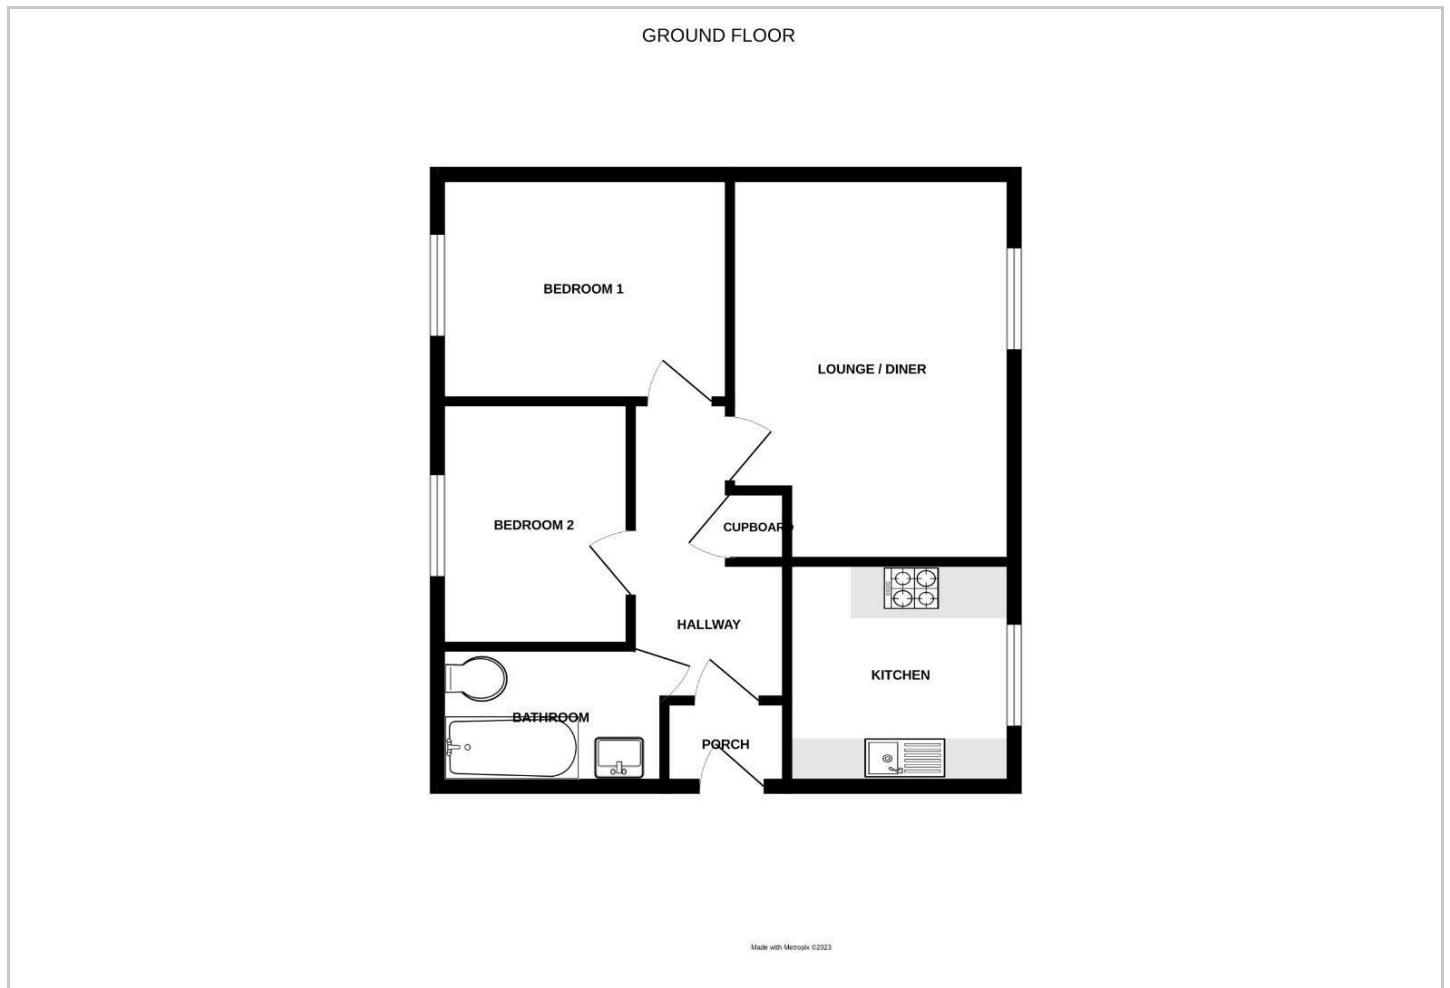 GROUND FLOOR
BEDROOM 1
LOUNGE / DINER
BEDROOM 2
CUPBOARD
HALLWAY
KITCHEN
BATHROOM
PORCH
Made with Metropix ©2023